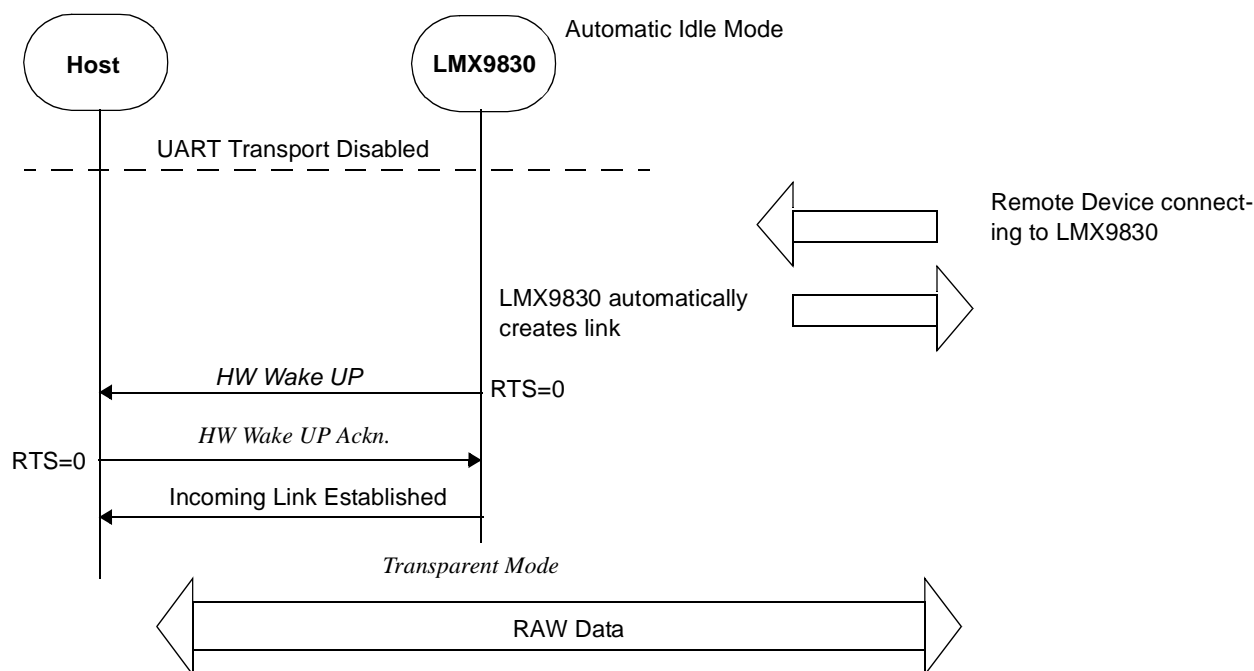 Automatic Idle Mode
Host
LMX9830
UART Transport Disabled
Remote Device connect-
ing to LMX9830
LMX9830 automatically
creates link
HW Wake UP
RTS=0
HW Wake UP Ackn.
RTS=0
Incoming Link Established
Transparent Mode
RAW Data